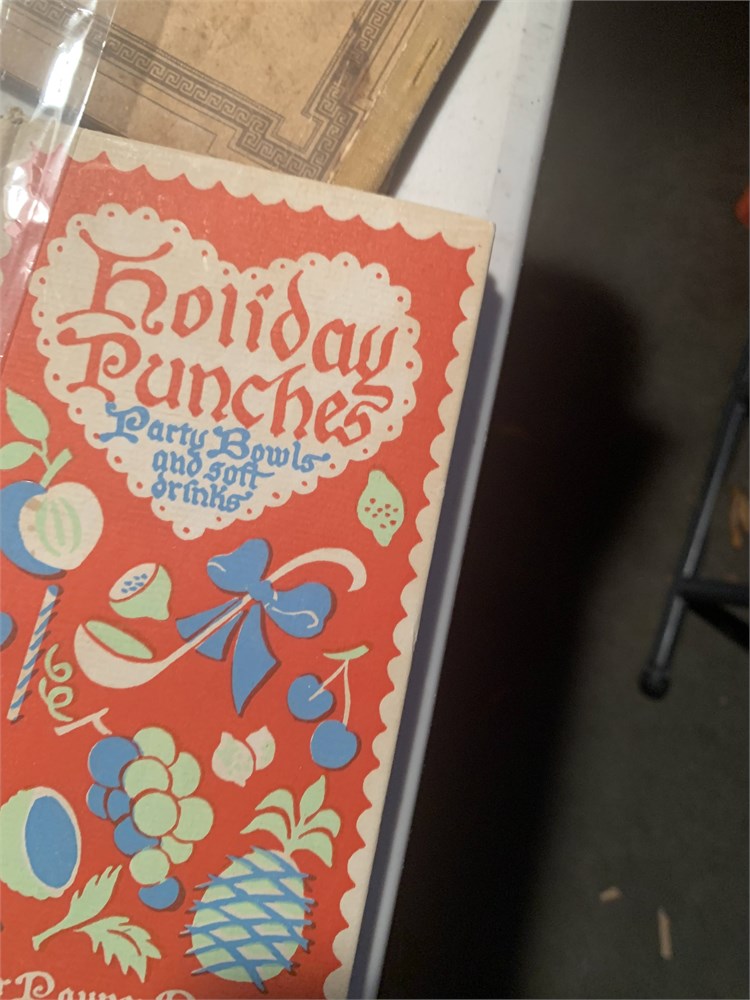 Holiday
Punches
Party Bowls
and soft
drinks